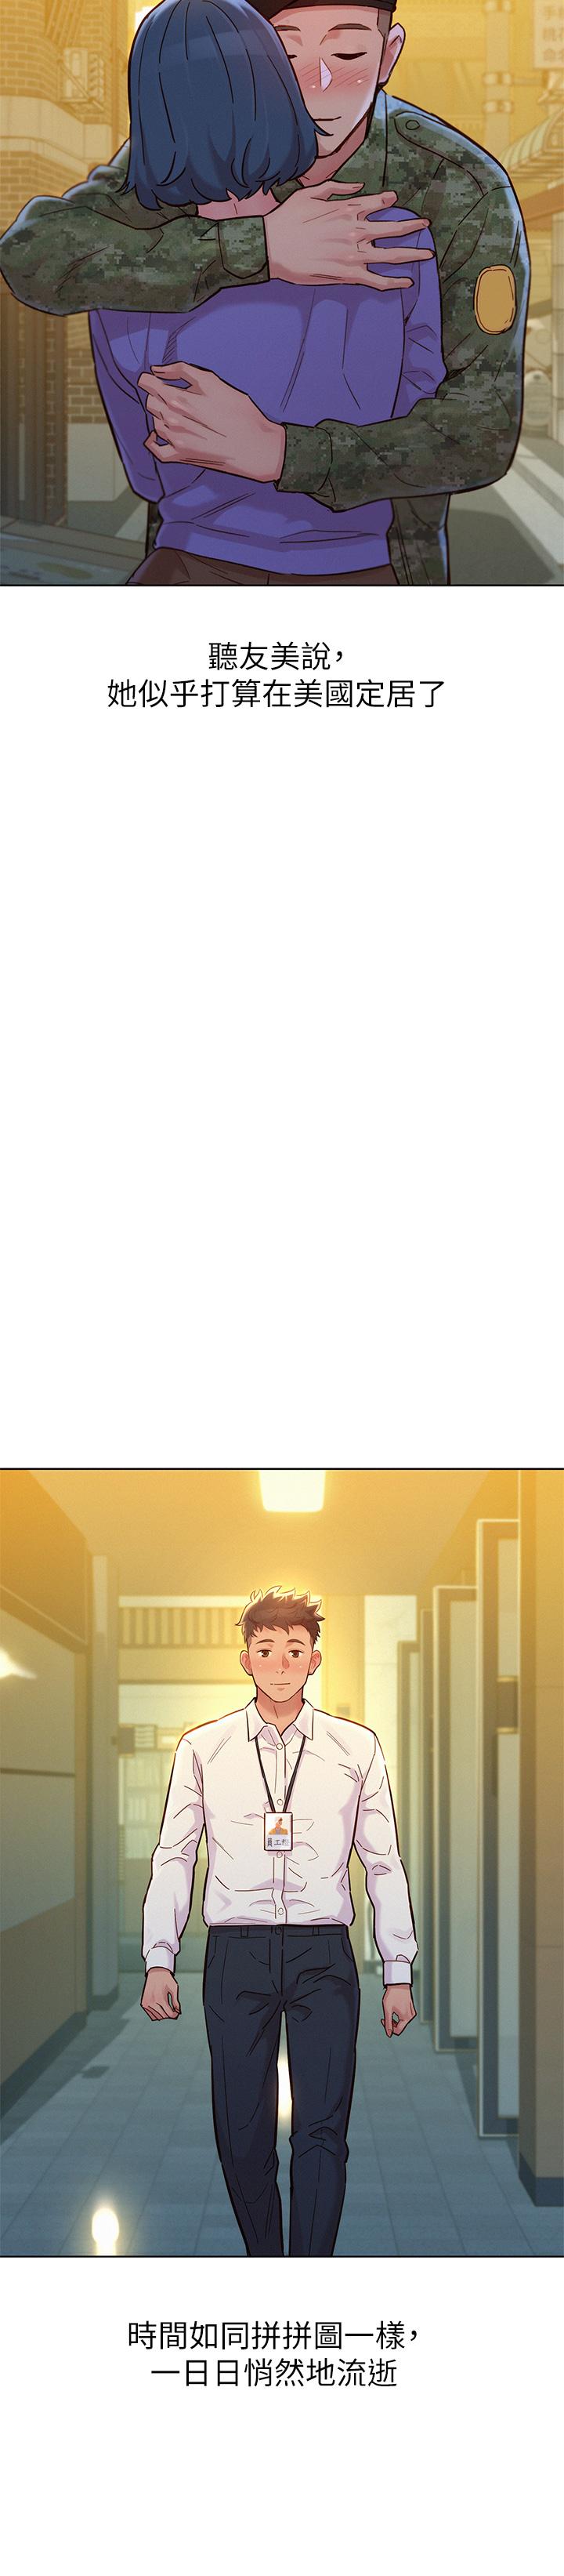 聽友美說，
她似乎打算在美國定居了
員工村
時間如同拼拼圖一樣，
一日日悄然地流逝